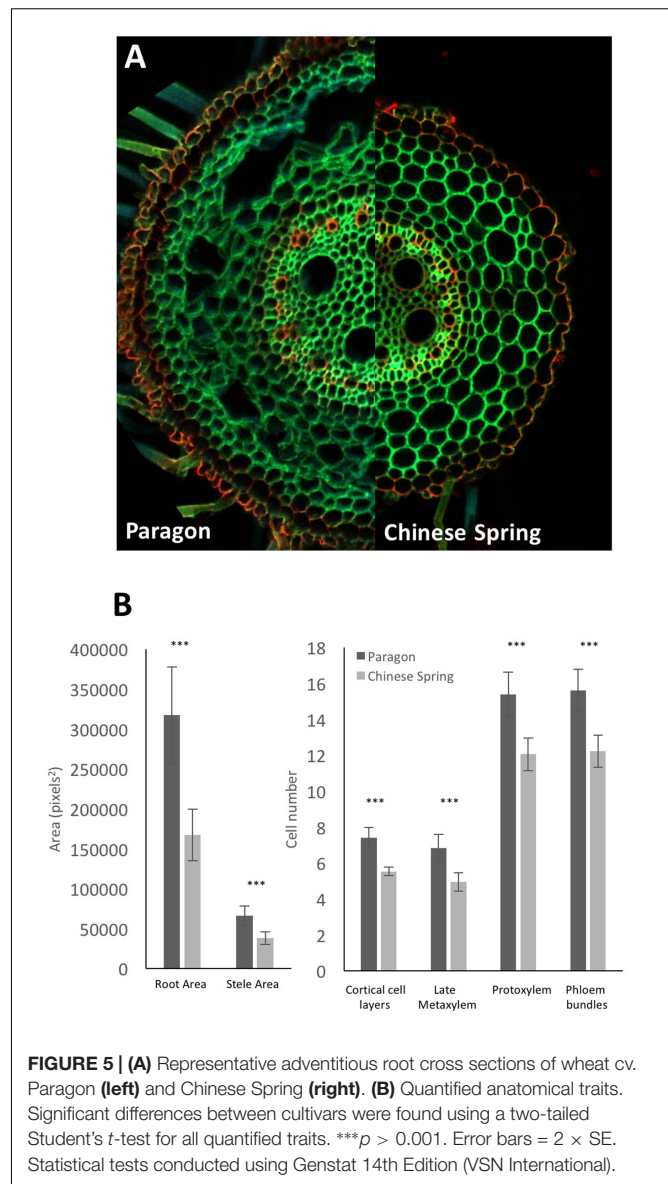 A
Paragon
Chinese Spring
B
400000
350000
300000
250000
200000
150000
100000
50000
0
Area (pixels²)
***
***
Root Area
Stele Area
18
16
14
12
10
8
6
4
2
0
Cell number
Paragon
Chinese Spring
***
***
***
***
Cortical cell
layers
Late
Metaxylem
Protoxylem
Phloem
bundles
FIGURE 5 | (A) Representative adventitious root cross sections of wheat cv.
Paragon (left) and Chinese Spring (right). (B) Quantified anatomical traits.
Significant differences between cultivars were found using a two-tailed
Student's t-test for all quantified traits. ***p > 0.001. Error bars = 2 × SE.
Statistical tests conducted using Genstat 14th Edition (VSN International).